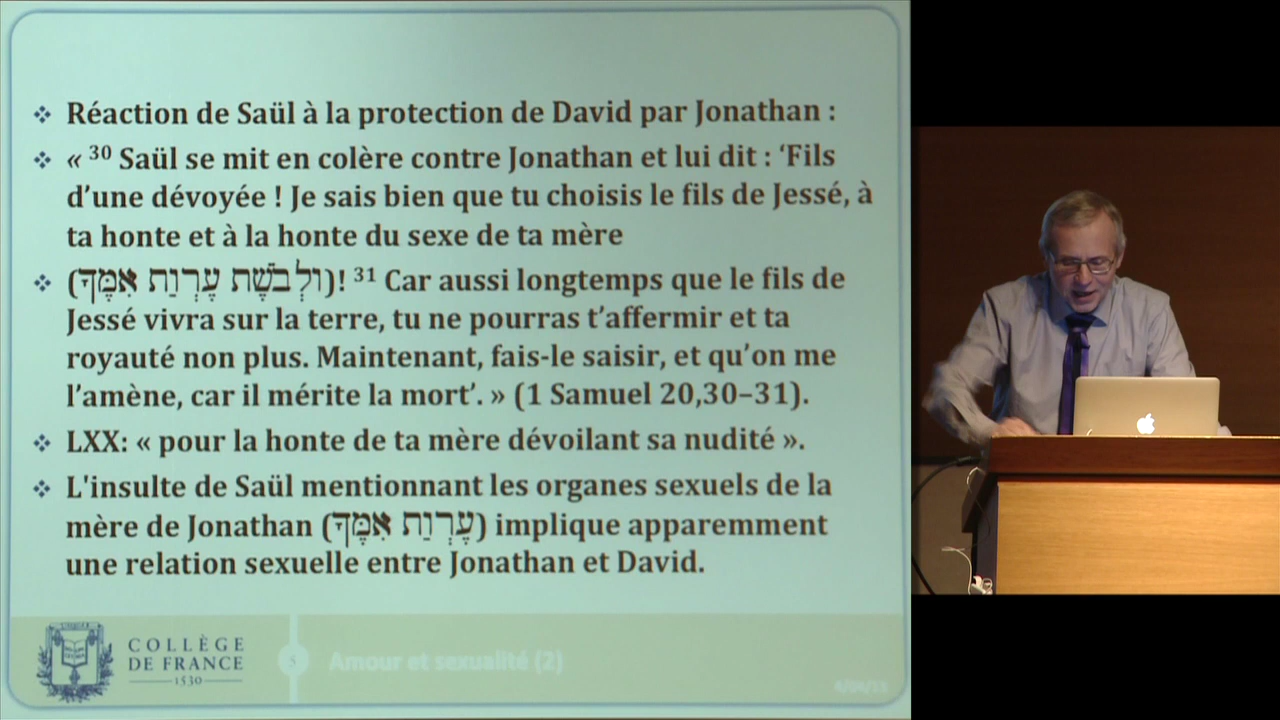 ❖ Réaction de Saül à la protection de David par Jonathan :
❖ « 30 Saül se mit en colère contre Jonathan et lui dit : ‘Fils
d’une dévoyée ! Je sais bien que tu choisis le fils de Jessé, à
ta honte et à la honte du sexe de ta mère
❖ (וּלְבֹשֶׁת עֶרְוַת אִמֶּךָ)! 31 Car aussi longtemps que le fils de
Jessé vivra sur la terre, tu ne pourras t’affermir et ta
royauté non plus. Maintenant, fais-le saisir, et qu’on me
l’amène, car il mérite la mort’. » (1 Samuel 20,30–31).
❖ LXX: « pour la honte de ta mère dévoilant sa nudité ».
❖ L'insulte de Saül mentionnant les organes sexuels de la
mère de Jonathan (עֶרְוַת אִמֶּךָ) implique apparemment
une relation sexuelle entre Jonathan et David.
COLLÈGE
DE FRANCE
1530
5
Amour et sexualité (2)